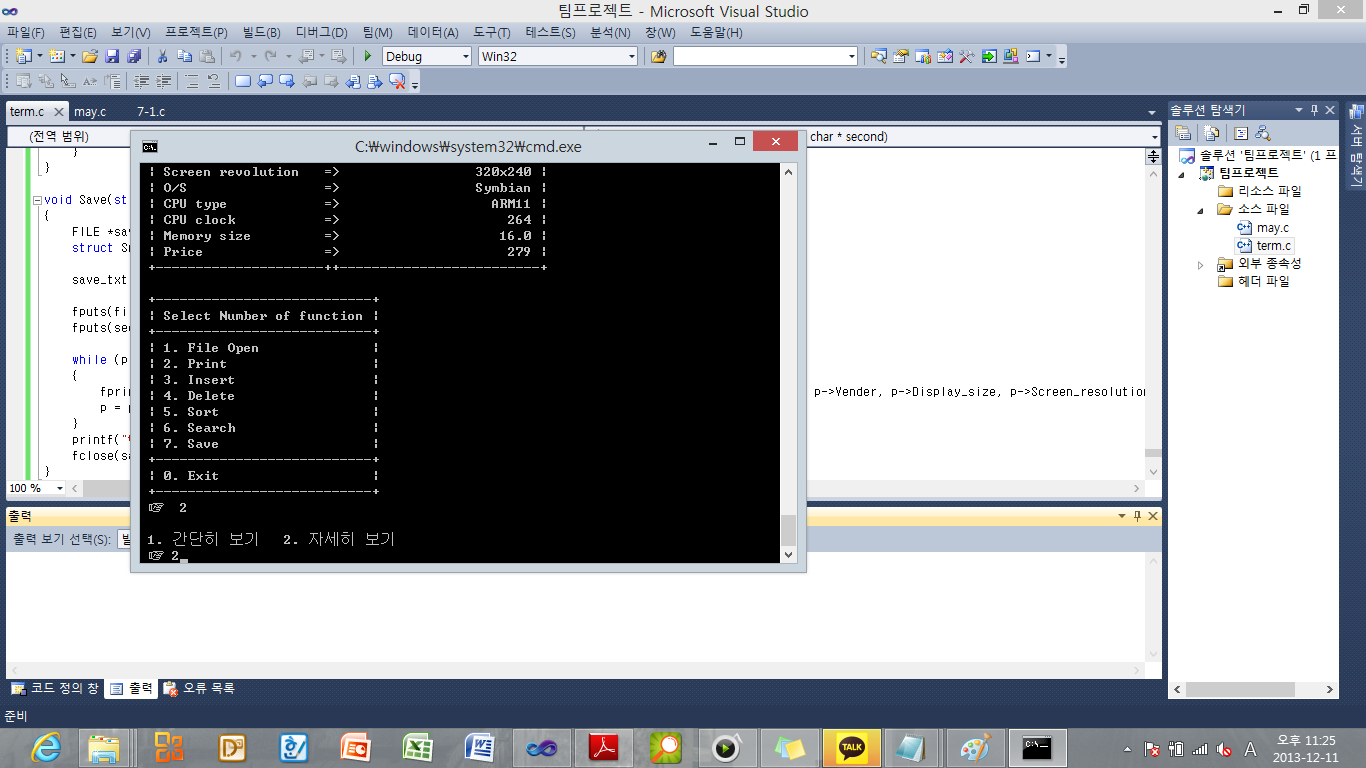 팀프로젝트 - Microsoft Visual Studio
파일(F) 편집(E) 보기(V) 프로젝트(P) 빌드(B) 디버그(D) 팀(M) 데이터(A) 도구(T) 테스트(S) 분석(N) 창(W) 도움말(H)
Debug Win32
term.c may.c 7-1.c
(전역 범위) char * second)
}
}
void Save(st
{
FILE *sav
struct Sm
save_txt
fputs(fi
fputs(sec
while (p
{
fprin p->Vender, p->Display_size, p->Screen_resolution
p = p
}
printf("t
fclose(sa
}
100 %
C:₩windows₩system32₩cmd.exe
| Screen revolution => 320x240 |
| O/S => Symbian |
| CPU type => ARM11 |
| CPU clock => 264 |
| Memory size => 16.0 |
| Price => 279 |
+---------------------++-------------------------+
+---------------------------+
| Select Number of function |
+---------------------------+
| 1. File Open |
| 2. Print |
| 3. Insert |
| 4. Delete |
| 5. Sort |
| 6. Search |
| 7. Save |
+---------------------------+
| 0. Exit |
+---------------------------+
☞ 2
1. 간단히 보기 2. 자세히 보기
☞ 2_
솔루션 탐색기
솔루션 '팀프로젝트' (1 프
팀프로젝트
리소스 파일
소스 파일
may.c
term.c
외부 종속성
헤더 파일
서버 탐색기
출력
출력 보기 선택(S): 빌
코드 정의 창 출력 오류 목록
준비
TALK
A
오후 11:25
2013-12-11